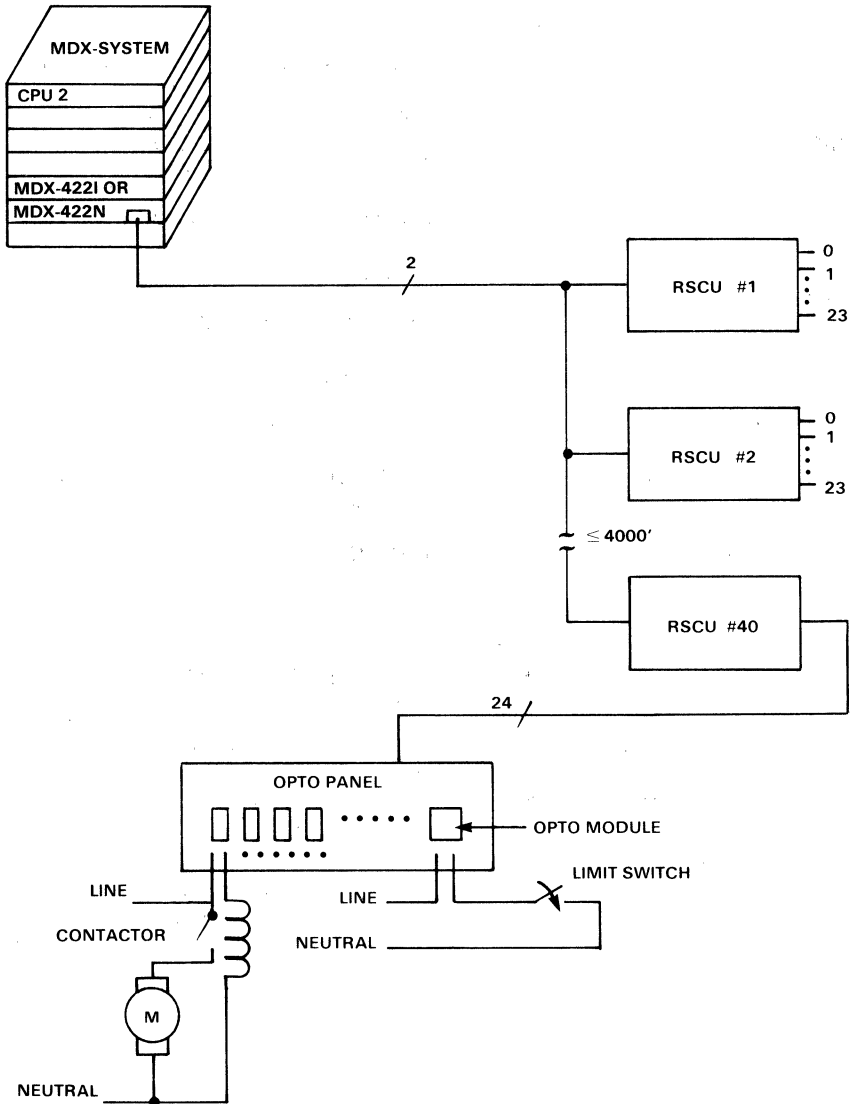 MDX-SYSTEM
CPU 2
MDX-422I OR
MDX-422N
2
RSCU #1
0
1
23
RSCU #2
0
1
23
≤ 4000'
RSCU #40
24
OPTO PANEL
OPTO MODULE
LINE
CONTACTOR
M
NEUTRAL
LINE
LIMIT SWITCH
NEUTRAL